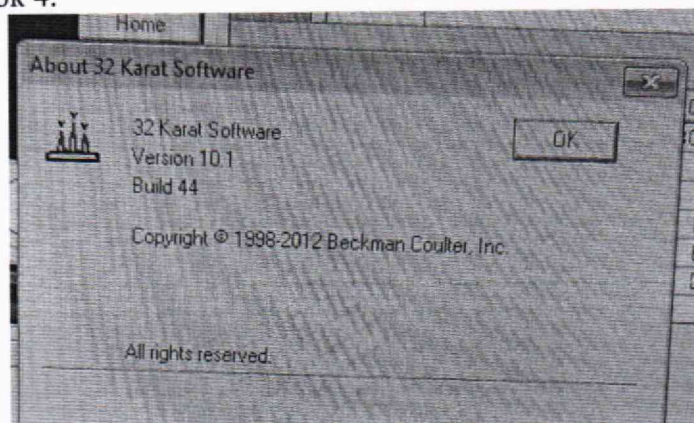 Home
About 32 Karat Software
32 Karat Software
OK
Version 10.1
Build 44
Copyright © 1998-2012 Beckman Coulter, Inc.
All rights reserved.